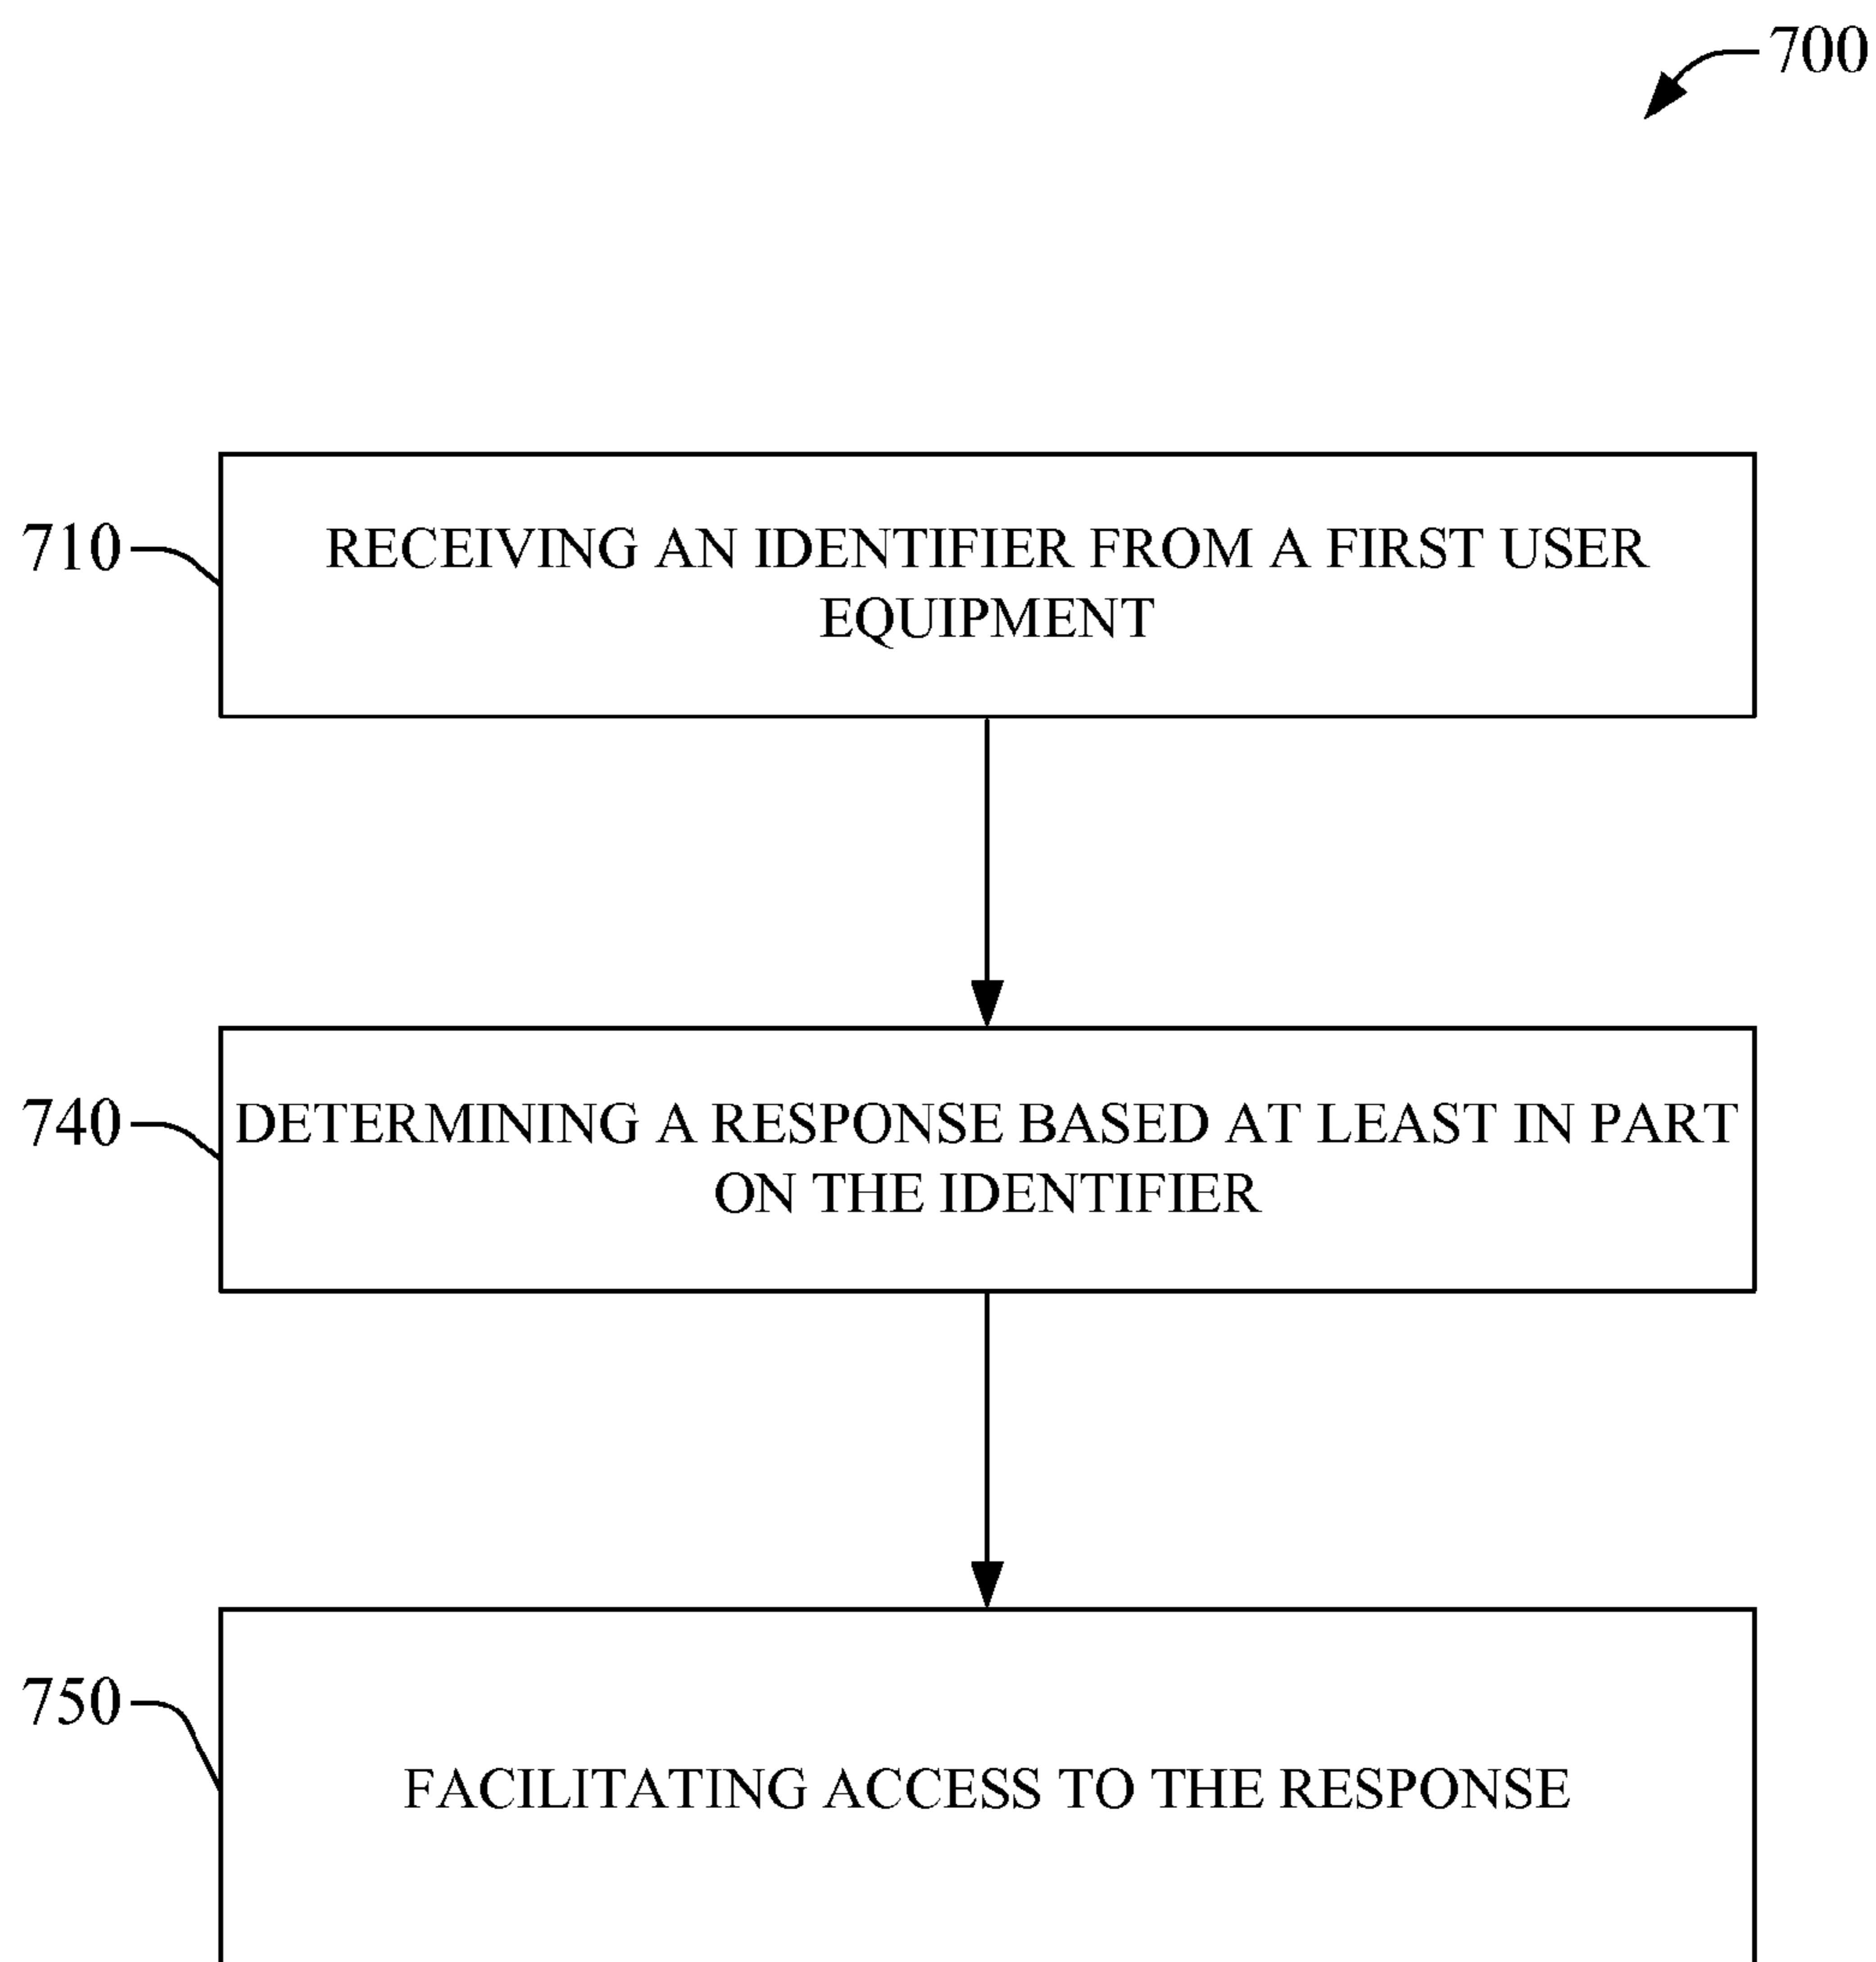 700
710
RECEIVING AN IDENTIFIER FROM A FIRST USER
EQUIPMENT
740
DETERMINING A RESPONSE BASED AT LEAST IN PART
ON THE IDENTIFIER
750
FACILITATING ACCESS TO THE RESPONSE